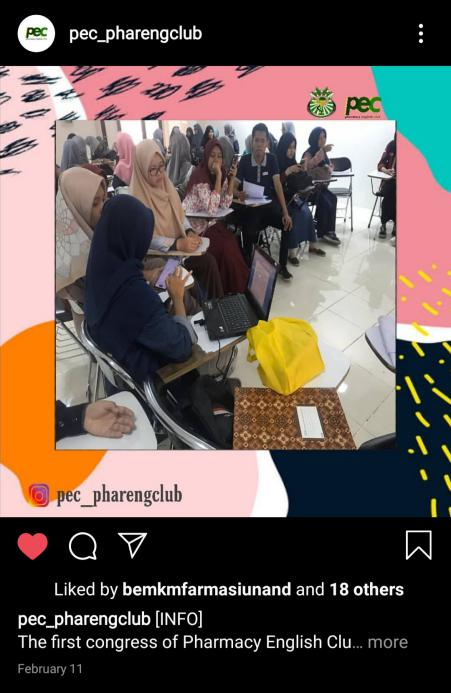 pec
pec_pharengclub
pec
pec_pharengclub
Liked by bemkmfarmasiunand and 18 others
pec_pharengclub [INFO]
The first congress of Pharmacy English Clu... more
February 11